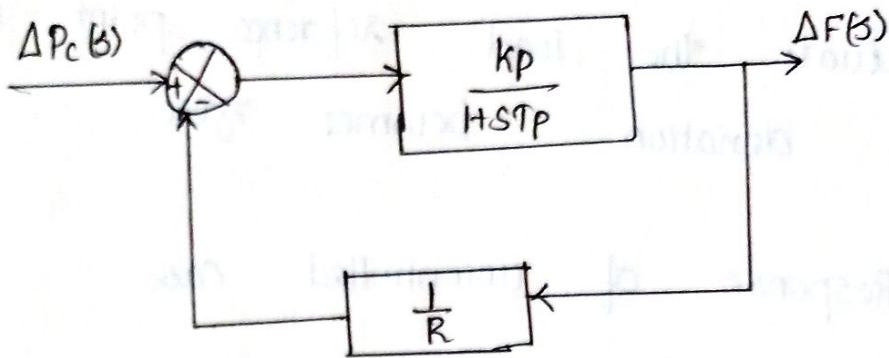 ΔPc(s)
ΔF(s)
+
-
KP
1+STP
1
R